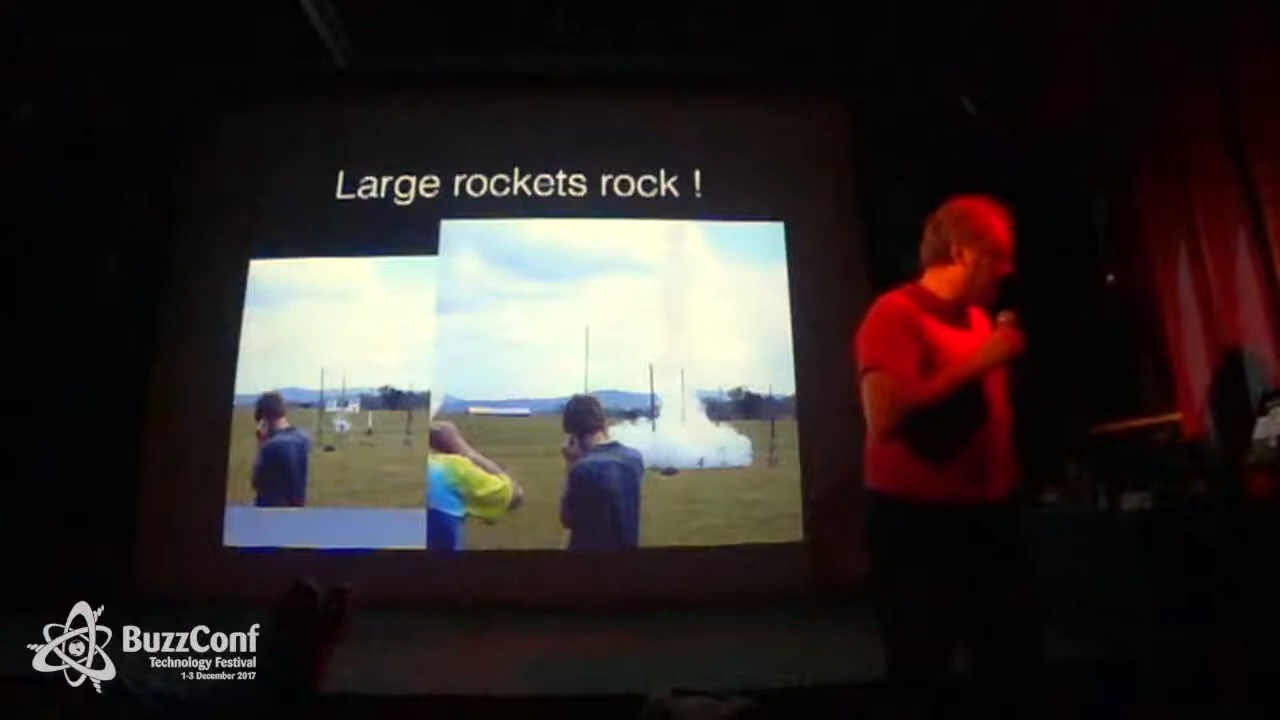 Large rockets rock !
BuzzConf
Technology Festival
1-3 December 2017